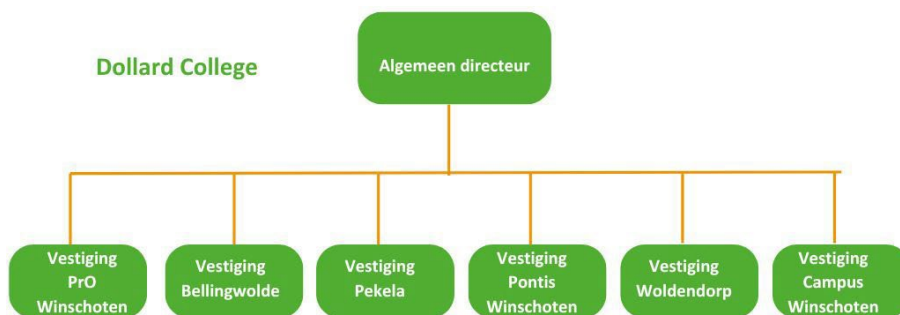 Dollard College
Algemeen directeur
Vestiging
PrO
Winschoten
Vestiging
Bellingwolde
Vestiging
Pekela
Vestiging
Pontis
Winschoten
Vestiging
Woldendorp
Vestiging
Campus
Winschoten